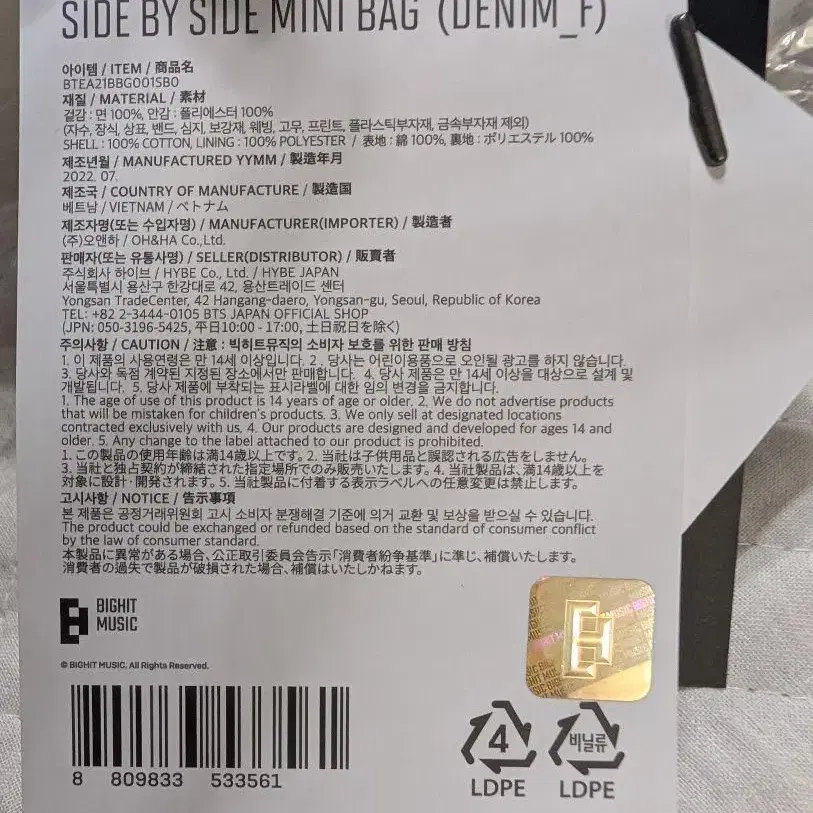 SIDE BY SIDE MINI BAG (DENIM_F)
아이템 / ITEM / 商品名
BTEA21BBG001SB0
재질 / MATERIAL / 素材
겉감 : 면 100%, 안감 : 폴리에스터 100%
(자수, 장식, 상표, 밴드, 심지, 보강재, 웨빙, 고무, 프린트, 플라스틱부자재, 금속부자재 제외)
SHELL : 100% COTTON, LINING : 100% POLYESTER / 表地 : 綿 100%, 裏地 : ポリエステル 100%
제조년월 / MANUFACTURED YYMM / 製造年月
2022. 07.
제조국 / COUNTRY OF MANUFACTURE / 製造国
베트남 / VIETNAM / ベトナム
제조자명(또는 수입자명) / MANUFACTURER(IMPORTER) / 製造者
(주)오앤하 / OH&HA Co.,Ltd.
판매자(또는 유통사명) / SELLER(DISTRIBUTOR) / 販賣者
주식회사 하이브 / HYBE Co., Ltd. / HYBE JAPAN
서울특별시 용산구 한강대로 42, 용산트레이드 센터
Yongsan TradeCenter, 42 Hangang-daero, Yongsan-gu, Seoul, Republic of Korea
TEL: +82 2-3444-0105 BTS JAPAN OFFICIAL SHOP
(JPN: 050-3196-5425, 平日10:00 - 17:00, 土日祝日を除く)
주의사항 / CAUTION / 注意 : 빅히트뮤직의 소비자 보호를 위한 판매 방침
1. 이 제품의 사용연령은 만 14세 이상입니다. 2 . 당사는 어린이용품으로 오인될 광고를 하지 않습니다.
3. 당사와 독점 계약된 지정된 장소에서만 판매합니다. 4. 당사 제품은 만 14세 이상을 대상으로 설계 및
개발됩니다. 5. 당사 제품에 부착되는 표시라벨에 대한 임의 변경을 금지합니다.
1. The age of use of this product is 14 years of age or older. 2. We do not advertise products
that will be mistaken for children's products. 3. We only sell at designated locations
contracted exclusively with us. 4. Our products are designed and developed for ages 14 and
older. 5. Any change to the label attached to our product is prohibited.
1. この製品の使用年齢は満14歳以上です。2. 当社は子供用品と誤認される広告をしません。
3. 当社と独占契約が締結された指定場所でのみ販売いたします。4. 当社製品は、満14歳以上を
対象に設計・開発されます。5. 当社製品に付着する表示ラベルへの任意変更は禁止します。
고시사항 / NOTICE / 告示事項
본 제품은 공정거래위원회 고시 소비자 분쟁해결 기준에 의거 교환 및 보상을 받으실 수 있습니다.
The product could be exchanged or refunded based on the standard of consumer conflict
by the law of consumer standard.
本製品に異常がある場合、公正取引委員会告示「消費者紛争基準」に準じ、補償いたします。
消費者の過失で製品が破損された場合、補償はいたしかねます。
BIGHIT
MUSIC
© BIGHIT MUSIC. All Rights Reserved.
8 809833 533561
4
LDPE
비닐류
LDPE